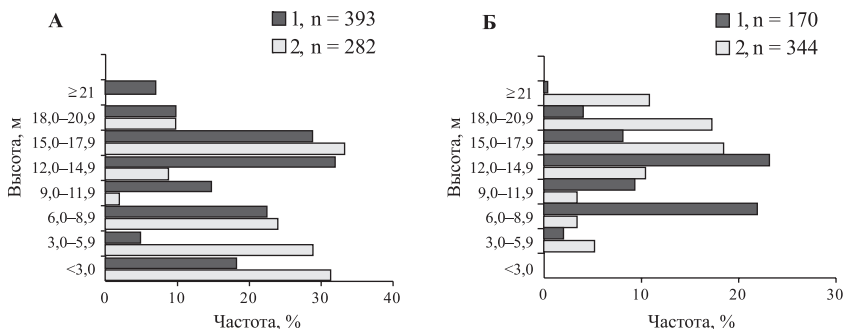 А
1, n = 393
2, n = 282
Высота, м
≥ 21
18,0–20,9
15,0–17,9
12,0–14,9
9,0–11,9
6,0–8,9
3,0–5,9
<3,0
0 10 20 30 40
Частота, %
Б
1, n = 170
2, n = 344
Высота, м
≥ 21
18,0–20,9
15,0–17,9
12,0–14,9
9,0–11,9
6,0–8,9
3,0–5,9
<3,0
0 10 20 30
Частота, %